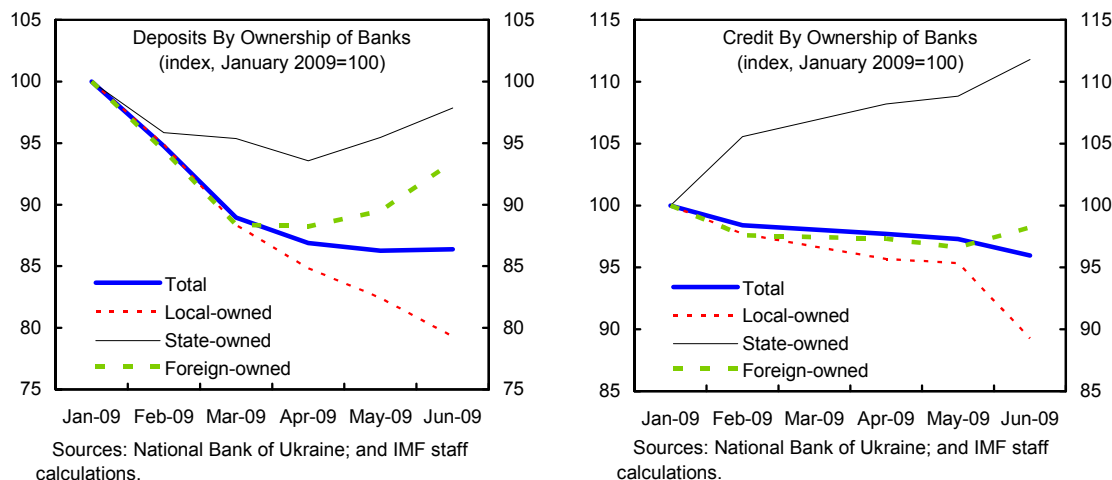 Deposits By Ownership of Banks
(index, January 2009=100)
105
100
95
90
85
80
75
105
100
95
90
85
80
75
Total
Local-owned
State-owned
Foreign-owned
Jan-09 Feb-09 Mar-09 Apr-09 May-09 Jun-09
Sources: National Bank of Ukraine; and IMF staff
calculations.
Credit By Ownership of Banks
(index, January 2009=100)
115
110
105
100
95
90
85
115
110
105
100
95
90
85
Total
Local-owned
State-owned
Foreign-owned
Jan-09 Feb-09 Mar-09 Apr-09 May-09 Jun-09
Sources: National Bank of Ukraine; and IMF staff
calculations.